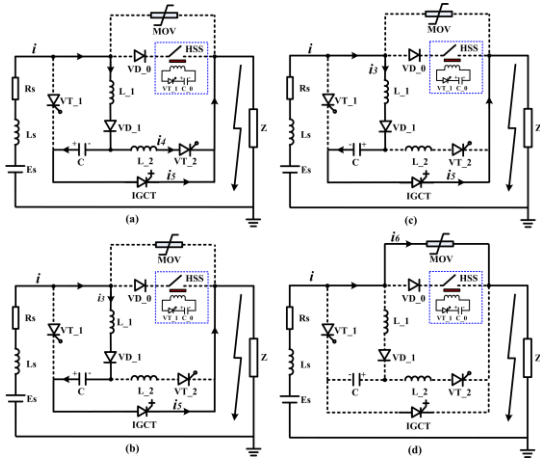 MOV
i
VD_0
HSS
VT_1 C_0
Rs
VT_1
L_1
Ls
VD_1
Z
i4
+ -
C
L_2
VT_2
Es
i5
IGCT
(a)
MOV
i
VD_0
HSS
i3
VT_1 C_0
Rs
VT_1
L_1
Ls
VD_1
Z
+ -
C
L_2
VT_2
Es
i5
IGCT
(c)
MOV
i
VD_0
HSS
i3
VT_1 C_0
Rs
VT_1
L_1
Ls
VD_1
Z
+ -
C
L_2
VT_2
Es
i5
IGCT
(b)
i6
MOV
i
VD_0
HSS
VT_1 C_0
Rs
VT_1
L_1
Ls
VD_1
Z
- +
C
L_2
VT_2
Es
IGCT
(d)